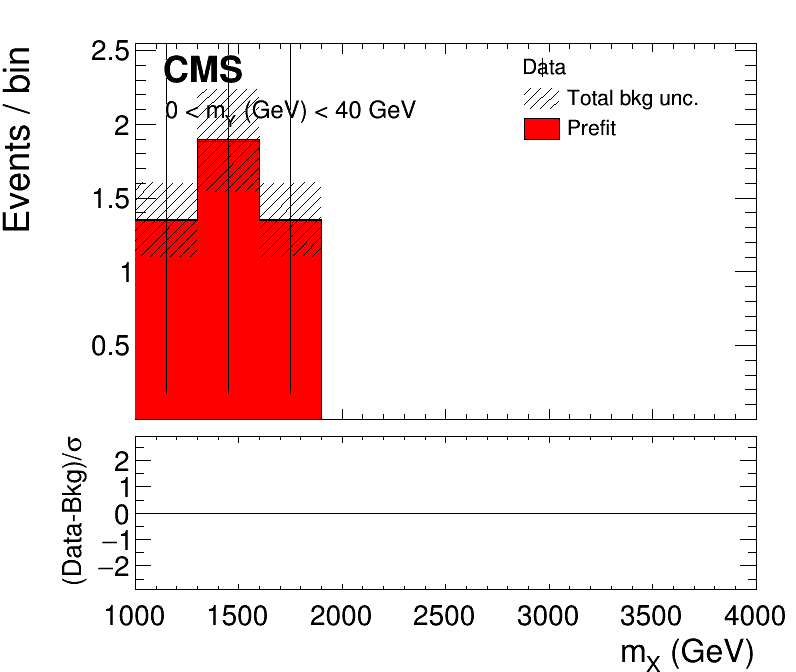 2.5
CMS
Data
Events / bin
Total bkg unc.
0 < mY (GeV) < 40 GeV
2
Prefit
1.5
1
0.5
(Data-Bkg)/σ
2
1
0
−1
−2
1000 1500 2000 2500 3000 3500 4000
mX (GeV)